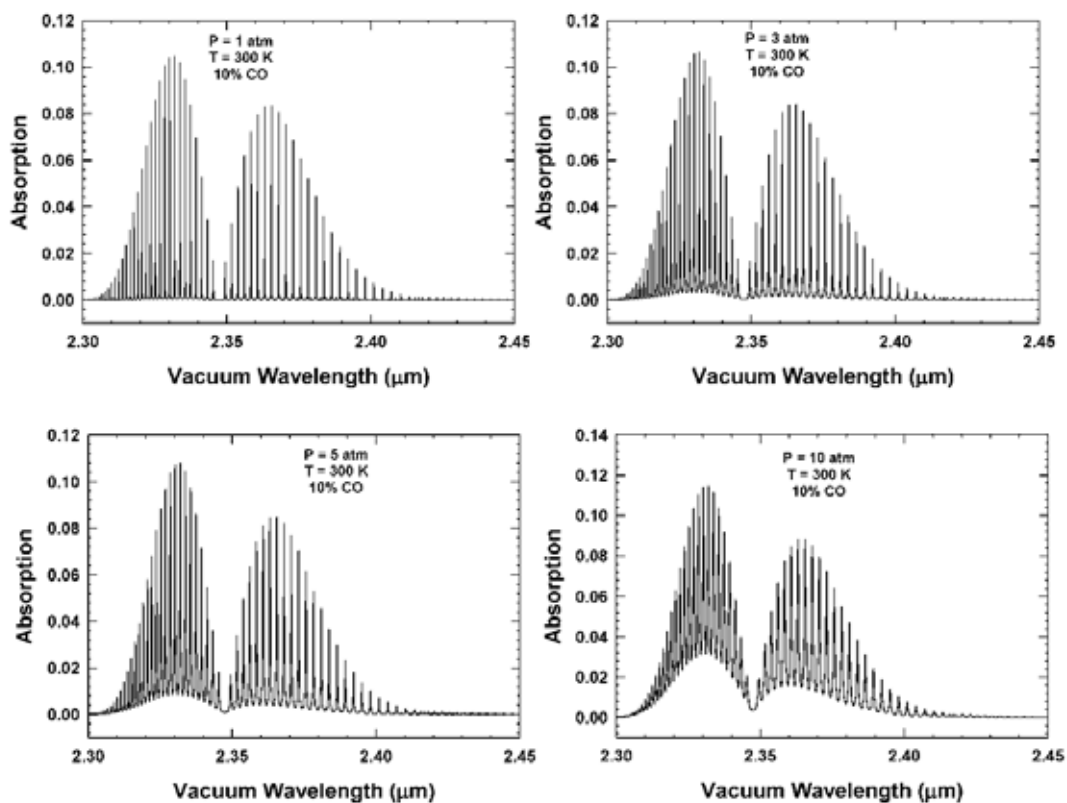 P = 1 atm
T = 300 K
10% CO
0.12
0.10
0.08
0.06
0.04
0.02
0.00
Absorption
2.30
2.35
2.40
2.45
Vacuum Wavelength (μm)
P = 3 atm
T = 300 K
10% CO
0.12
0.10
0.08
0.06
0.04
0.02
0.00
Absorption
2.30
2.35
2.40
2.45
Vacuum Wavelength (μm)
P = 5 atm
T = 300 K
10% CO
0.12
0.10
0.08
0.06
0.04
0.02
0.00
Absorption
2.30
2.35
2.40
2.45
Vacuum Wavelength (μm)
P = 10 atm
T = 300 K
10% CO
0.14
0.12
0.10
0.08
0.06
0.04
0.02
0.00
Absorption
2.30
2.35
2.40
2.45
Vacuum Wavelength (μm)